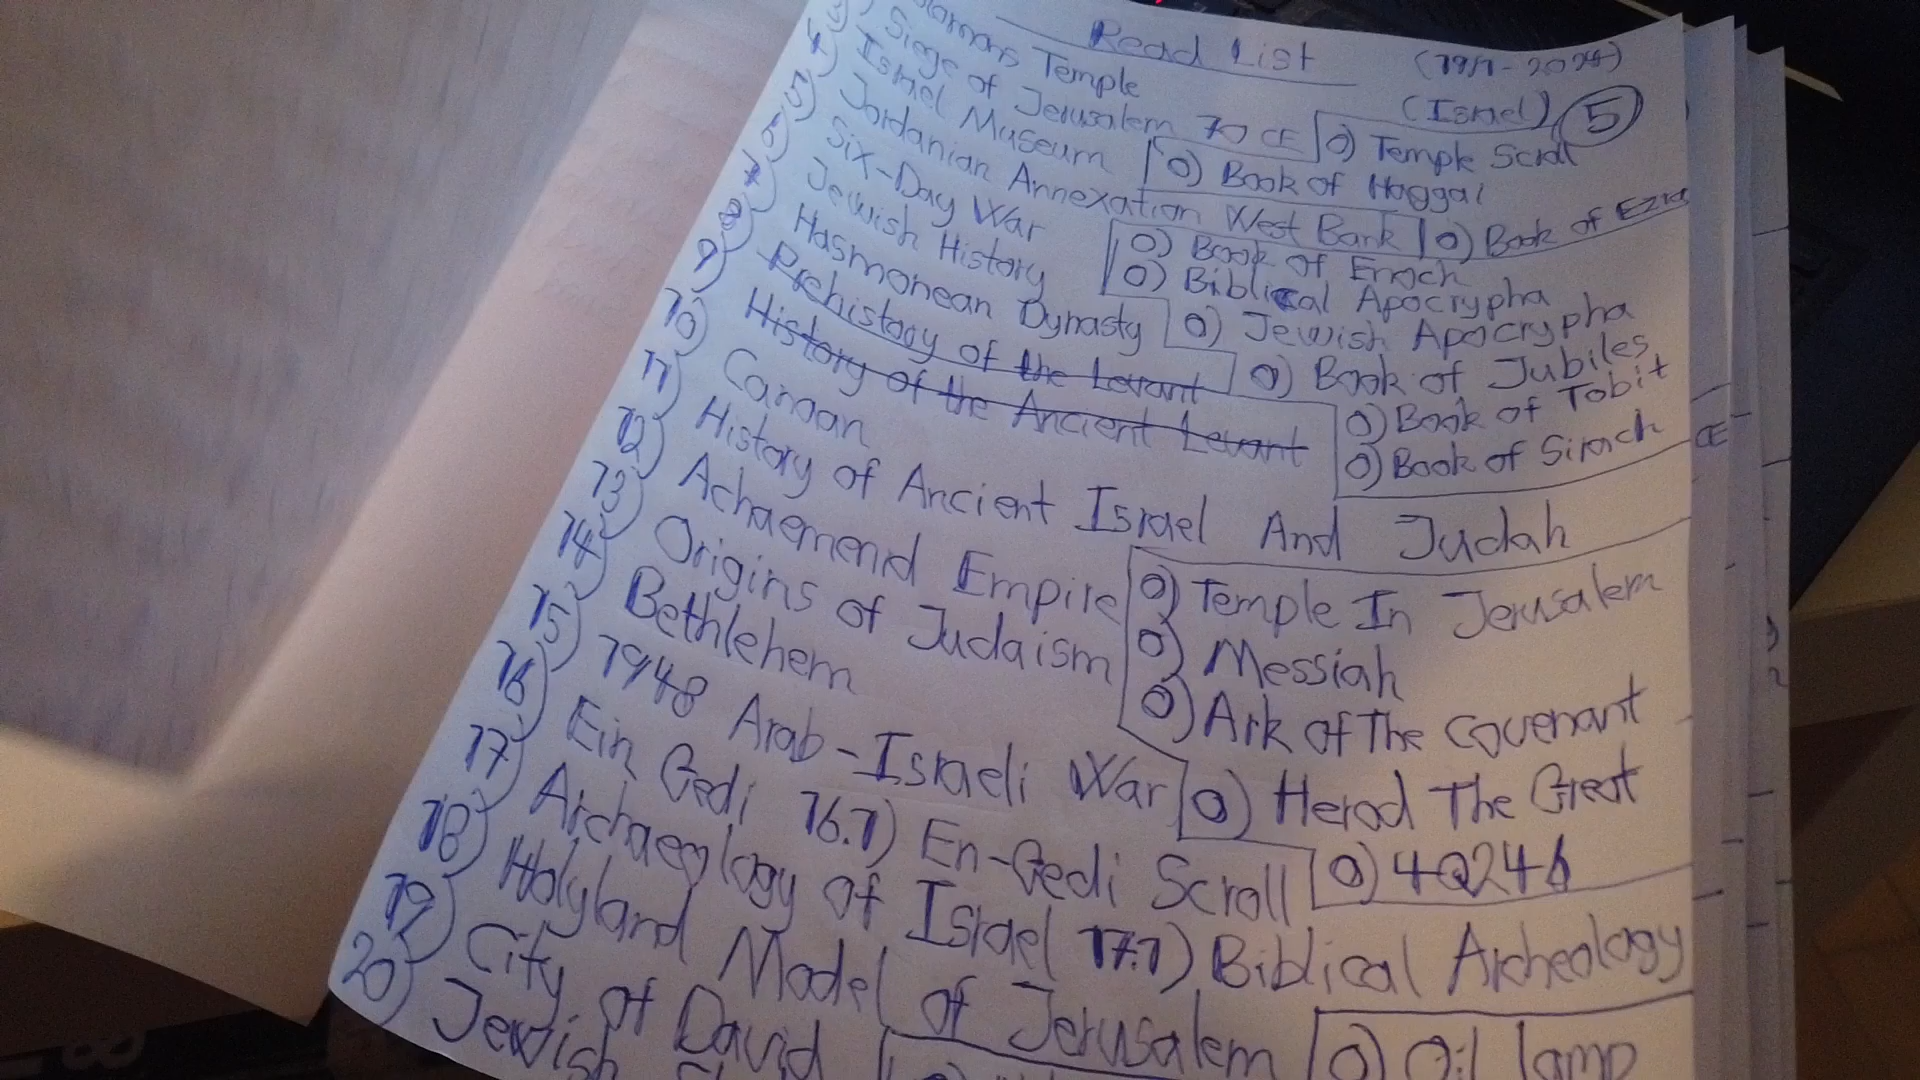 Read List (1911-2024)
(Israel) 5
Temple
3) Siege of Jerusalem 70 CE 0) Temple Scroll
4) Israel Museum 0) Book of Haggai
5) Jordanian Annexation West Bank 0) Book of Ezra
6) Six-Day War 0) Book of Enoch
7) Jewish History 0) Biblical Apocrypha
8) Hasmonean Dynasty 0) Jewish Apocrypha
9) Prehistory of the Levant 0) Book of Jubiles
10) History of the Ancient Levant 0) Book of Tobit
0) Book of Sirach
11) Canaan
12) History of Ancient Israel And Judah
13) Achaemenid Empire 0) Temple In Jerusalem
14) Origins of Judaism 0) Messiah
15) Bethlehem 0) Ark of The Covenant
16) 1948 Arab-Israeli War 0) Herod The Great
17) Ein Gedi 16.1) En-Gedi Scroll 0) 4Q246
18) Archaeology of Israel 17.1) Biblical Archeology
19) Holyland Model of Jerusalem 0) Oil lamp
20) City of David
Jewish
CE